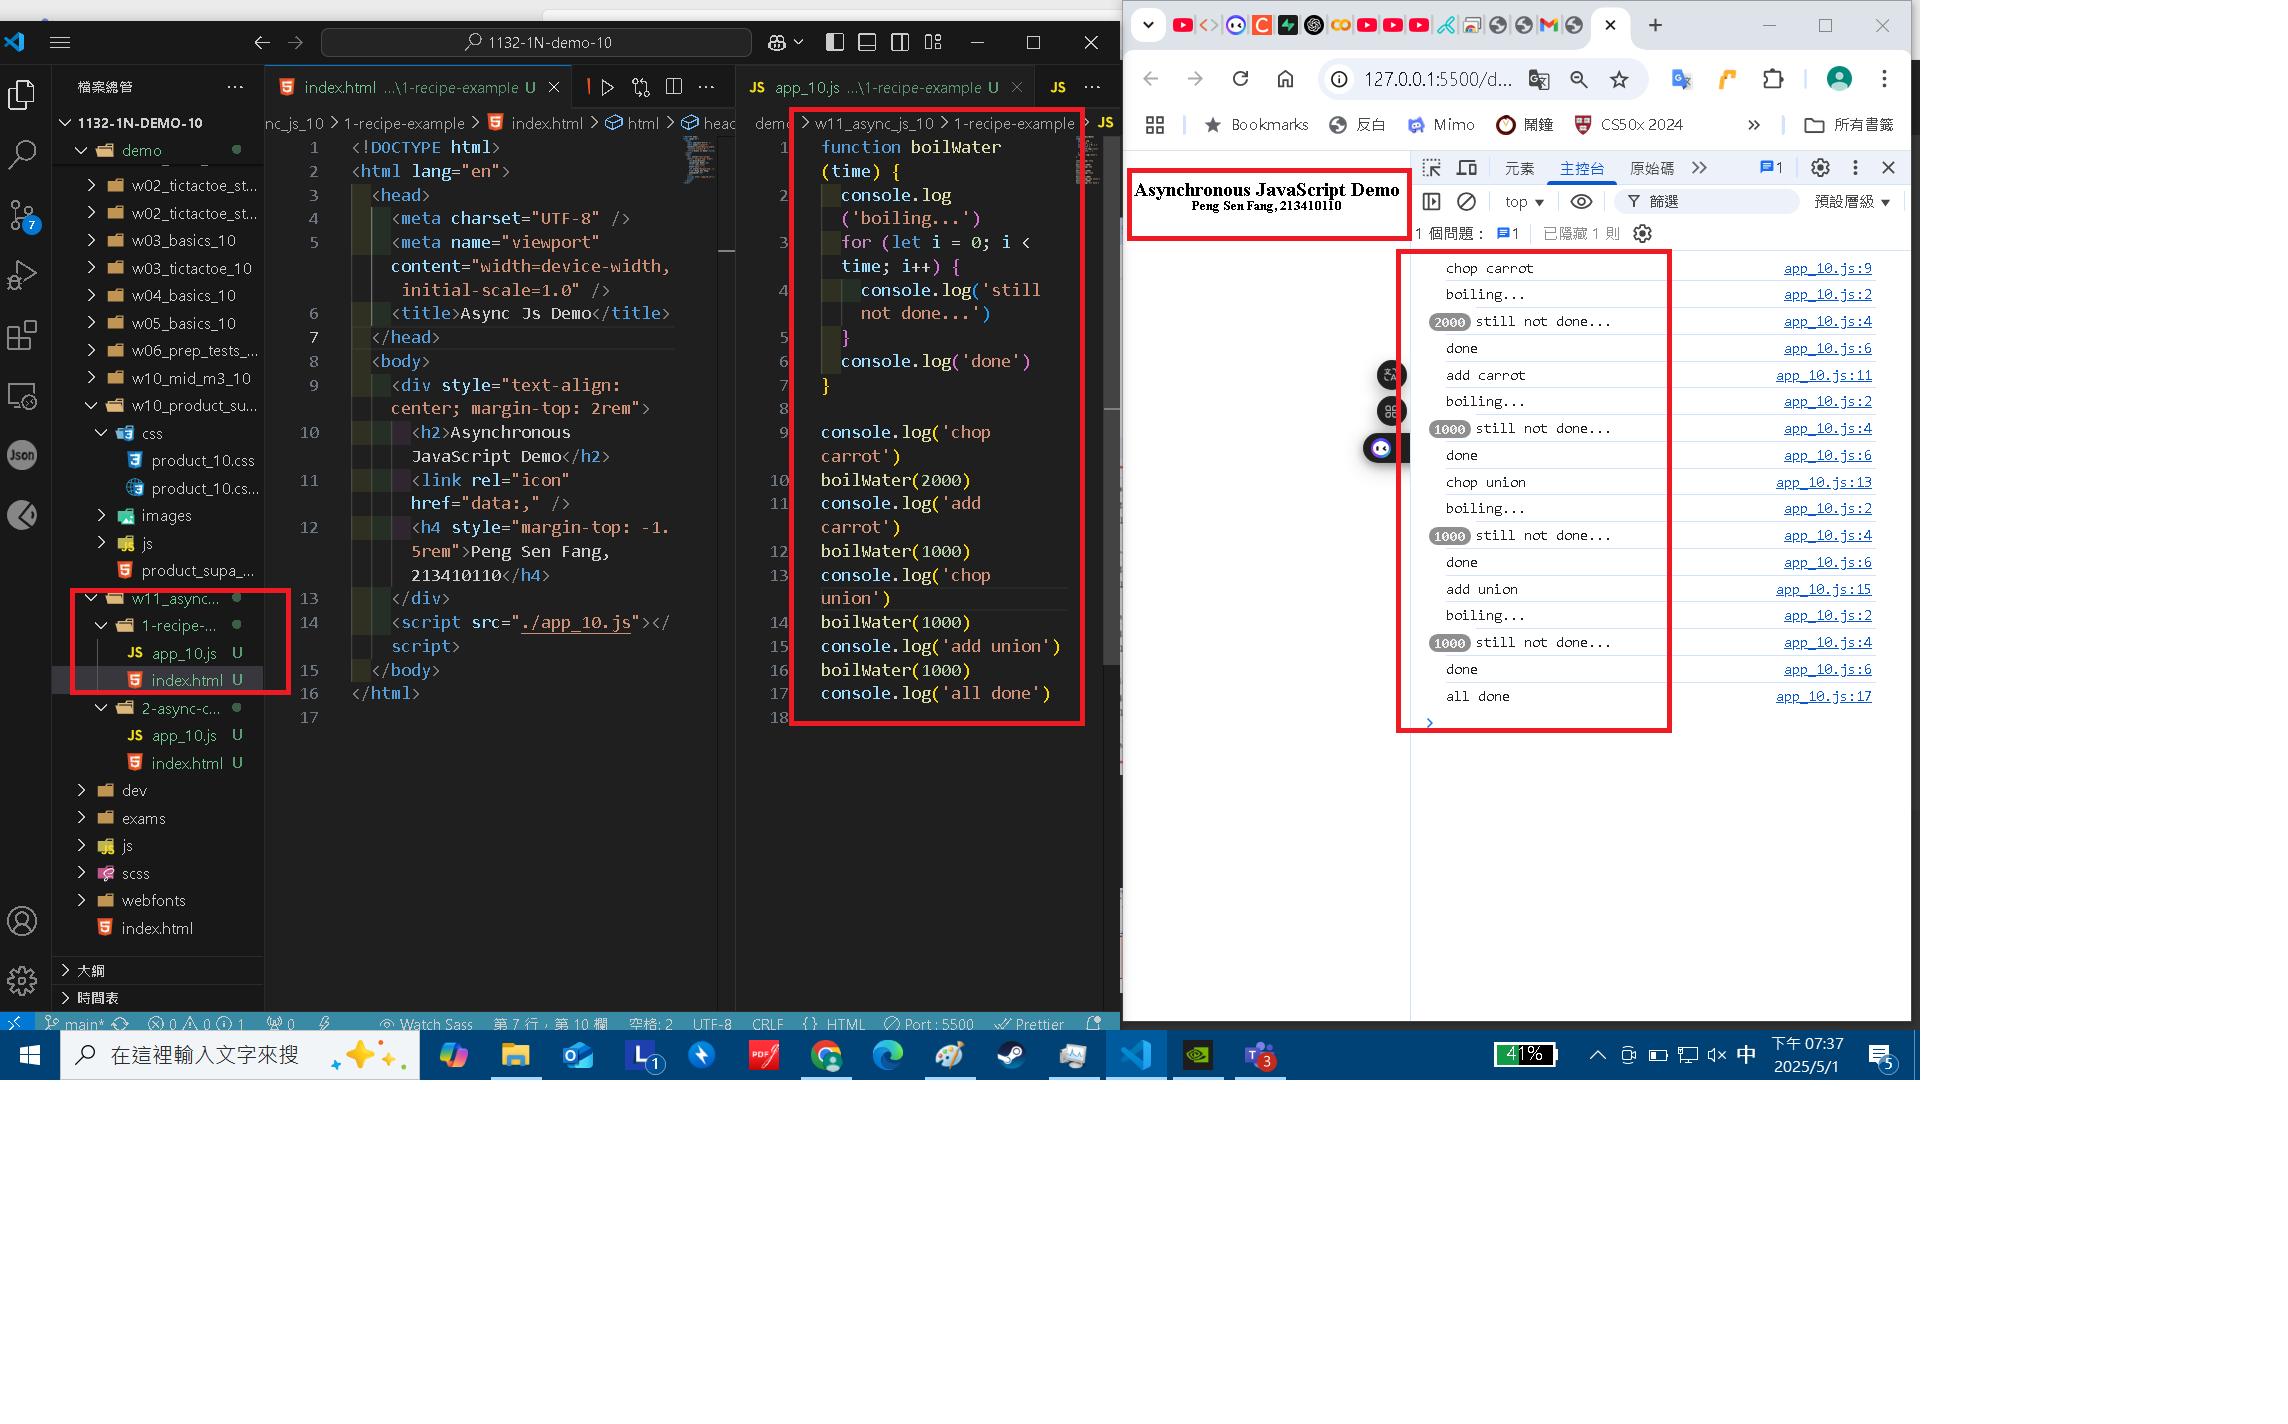 1132-1N-demo-10
檔案總管
1132-1N-DEMO-10
demo
w02_tictactoe_st...
w02_tictactoe_st...
w03_basics_10
w03_tictactoe_10
w04_basics_10
w05_basics_10
w06_prep_tests_...
w10_mid_m3_10
w10_product_su...
css
product_10.css
product_10.cs...
images
js
product_supa_...
w11_async...
1-recipe-...
app_10.js U
index.html U
2-async-c...
app_10.js U
index.html U
dev
exams
js
scss
webfonts
index.html
大綱
時間表
7
Json
index.html ...\1-recipe-example U
nc_js_10 > 1-recipe-example > index.html > html > head
1 <!DOCTYPE html>
2 <html lang="en">
3 <head>
4 <meta charset="UTF-8" />
5 <meta name="viewport"
content="width=device-width,
initial-scale=1.0" />
6 <title>Async Js Demo</title>
7 </head>
8 <body>
9 <div style="text-align:
center; margin-top: 2rem">
10 <h2>Asynchronous
JavaScript Demo</h2>
11 <link rel="icon"
href="data:," />
12 <h4 style="margin-top: -1.
5rem">Peng Sen Fang,
213410110</h4>
13 </div>
14 <script src="./app_10.js"></
script>
15 </body>
16 </html>
17
JS app_10.js ...\1-recipe-example U
JS
demo > w11_async_js_10 > 1-recipe-example > JS
1 function boilWater
(time) {
2 console.log
('boiling...')
3 for (let i = 0; i <
time; i++) {
4 console.log('still
not done...')
5 }
6 console.log('done')
7 }
8
9 console.log('chop
carrot')
10 boilWater(2000)
11 console.log('add
carrot')
12 boilWater(1000)
13 console.log('chop
union')
14 boilWater(1000)
15 console.log('add union')
16 boilWater(1000)
17 console.log('all done')
18
main* 0 0 1 0 Watch Sass 第 7 行，第 10 欄 空格: 2 UTF-8 CRLF {} HTML Port : 5500 Prettier
127.0.0.1:5500/d...
Bookmarks 反白 Mimo 鬧鐘 CS50x 2024 » 所有書籤
Asynchronous JavaScript Demo
Peng Sen Fang, 213410110
元素 主控台 原始碼 1
top 篩選 預設層級
1 個問題： 1 已隱藏 1 則
chop carrot app_10.js:9
boiling... app_10.js:2
2000 still not done... app_10.js:4
done app_10.js:6
add carrot app_10.js:11
boiling... app_10.js:2
1000 still not done... app_10.js:4
done app_10.js:6
chop union app_10.js:13
boiling... app_10.js:2
1000 still not done... app_10.js:4
done app_10.js:6
add union app_10.js:15
boiling... app_10.js:2
1000 still not done... app_10.js:4
done app_10.js:6
all done app_10.js:17
在這裡輸入文字來搜
L 1
PDF
3
41%
中
下午 07:37
2025/5/1
5